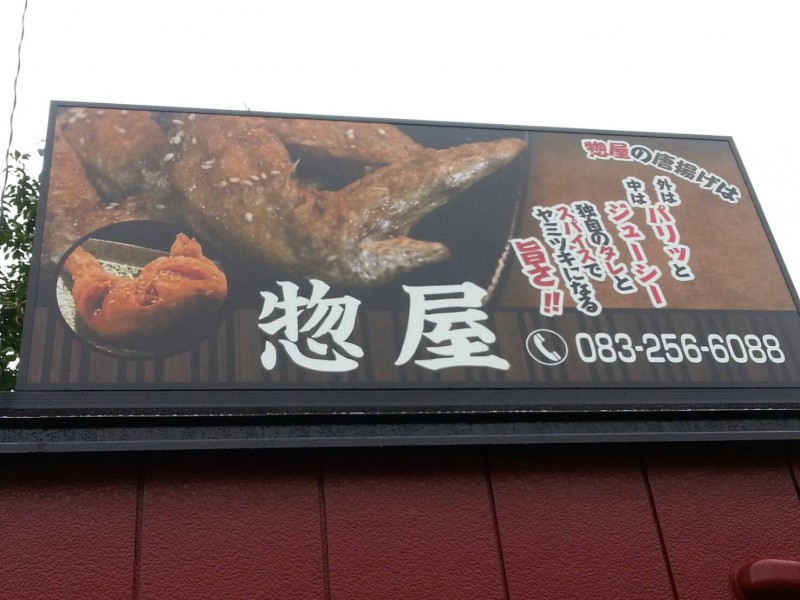 惣屋の唐揚げは
外はパリッと
中はジューシー
独自のタレと
スパイスで
ヤミツキになる
旨さ!!
惣屋
083-256-6088